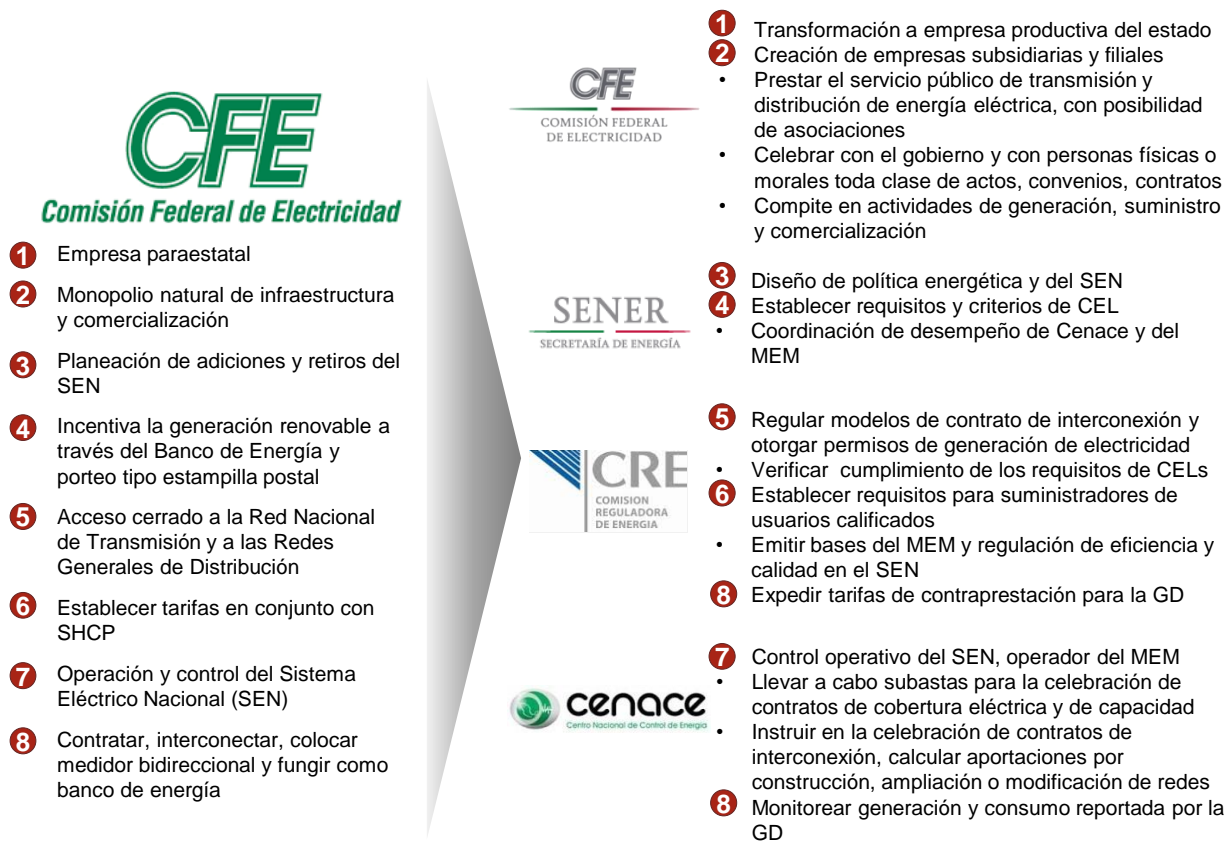 CFE
Comisión Federal de Electricidad
1 Empresa paraestatal
2 Monopolio natural de infraestructura
y comercialización
3 Planeación de adiciones y retiros del
SEN
4 Incentiva la generación renovable a
través del Banco de Energía y
porteo tipo estampilla postal
5 Acceso cerrado a la Red Nacional
de Transmisión y a las Redes
Generales de Distribución
6 Establecer tarifas en conjunto con
SHCP
7 Operación y control del Sistema
Eléctrico Nacional (SEN)
8 Contratar, interconectar, colocar
medidor bidireccional y fungir como
banco de energía
CFE
COMISIÓN FEDERAL
DE ELECTRICIDAD
1 Transformación a empresa productiva del estado
2 Creación de empresas subsidiarias y filiales
• Prestar el servicio público de transmisión y
distribución de energía eléctrica, con posibilidad
de asociaciones
• Celebrar con el gobierno y con personas físicas o
morales toda clase de actos, convenios, contratos
• Compite en actividades de generación, suministro
y comercialización
SENER
SECRETARÍA DE ENERGÍA
3 Diseño de política energética y del SEN
4 Establecer requisitos y criterios de CEL
• Coordinación de desempeño de Cenace y del
MEM
CRE
COMISION
REGULADORA
DE ENERGIA
5 Regular modelos de contrato de interconexión y
otorgar permisos de generación de electricidad
• Verificar cumplimiento de los requisitos de CELs
6 Establecer requisitos para suministradores de
usuarios calificados
• Emitir bases del MEM y regulación de eficiencia y
calidad en el SEN
8 Expedir tarifas de contraprestación para la GD
cenace
Centro Nacional de Control de Energía
7 Control operativo del SEN, operador del MEM
• Llevar a cabo subastas para la celebración de
contratos de cobertura eléctrica y de capacidad
• Instruir en la celebración de contratos de
interconexión, calcular aportaciones por
construcción, ampliación o modificación de redes
8 Monitorear generación y consumo reportada por la
GD